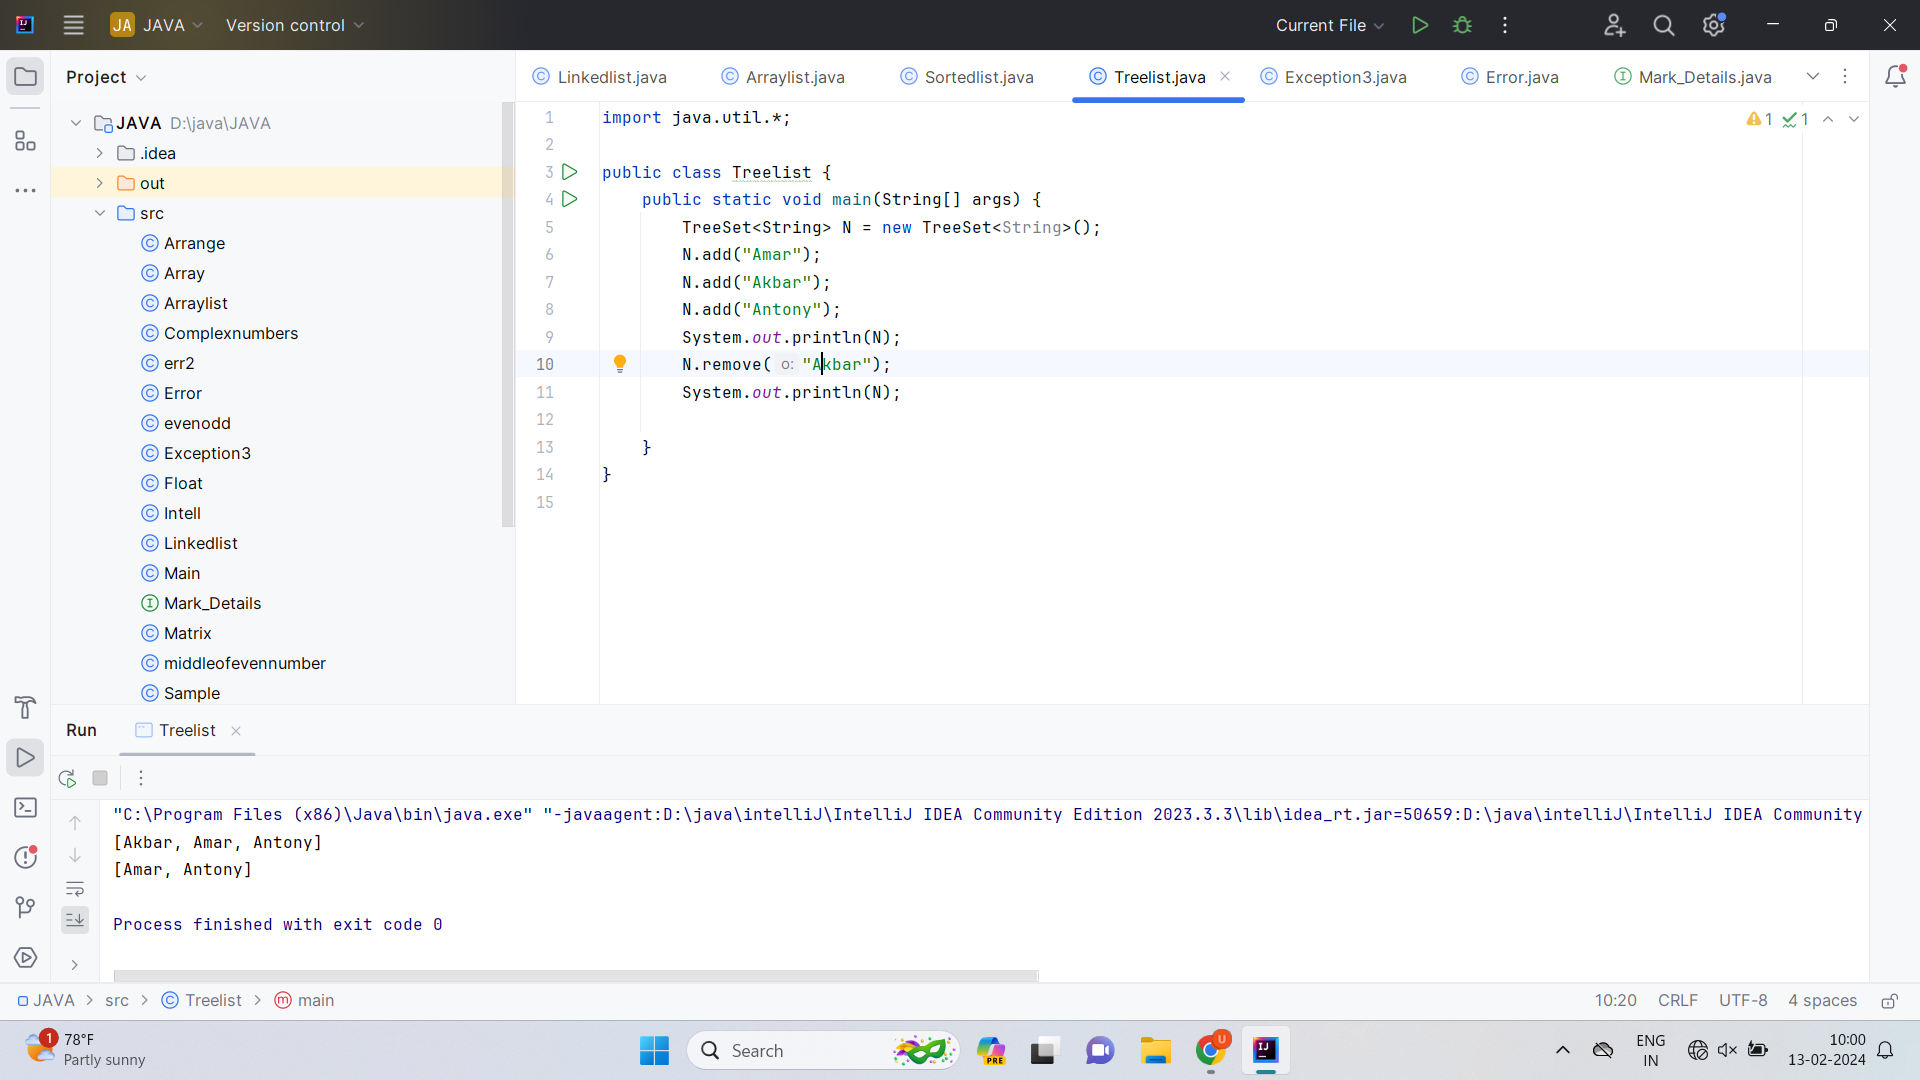 JA JAVA Version control Current File
Project
Linkedlist.java Arraylist.java Sortedlist.java Treelist.java Exception3.java Error.java Mark_Details.java
JAVA D:\java\JAVA
.idea
out
src
Arrange
Array
Arraylist
Complexnumbers
err2
Error
evenodd
Exception3
Float
Intell
Linkedlist
Main
Mark_Details
Matrix
middleofevennumber
Sample
1 import java.util.*; 1 1
2
3 public class Treelist {
4 public static void main(String[] args) {
5 TreeSet<String> N = new TreeSet<String>();
6 N.add("Amar");
7 N.add("Akbar");
8 N.add("Antony");
9 System.out.println(N);
10 N.remove( o: "Akbar");
11 System.out.println(N);
12
13 }
14 }
15
Run Treelist
"C:\Program Files (x86)\Java\bin\java.exe" "-javaagent:D:\java\intelliJ\IntelliJ IDEA Community Edition 2023.3.3\lib\idea_rt.jar=50659:D:\java\intelliJ\IntelliJ IDEA Community
[Akbar, Amar, Antony]
[Amar, Antony]
Process finished with exit code 0
JAVA src Treelist main 10:20 CRLF UTF-8 4 spaces
1 78°F
Partly sunny
Search
PRE
U
ENG
IN
10:00
13-02-2024